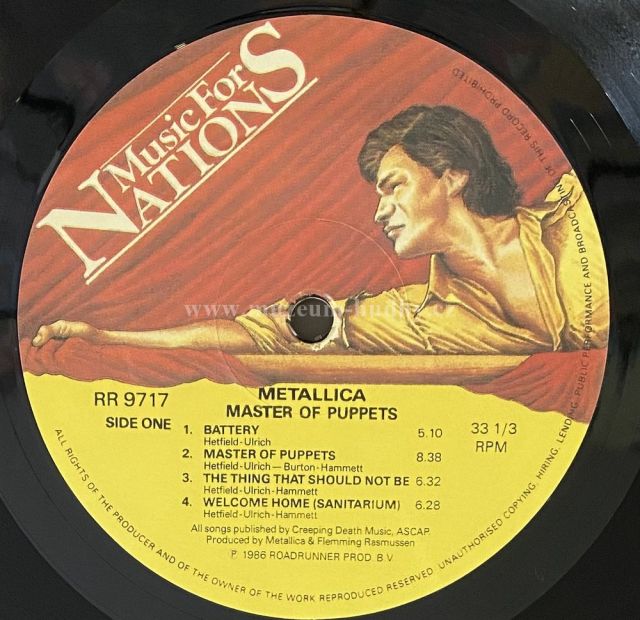 Music For
NATIONS
www.muzeum-hudby.cz
RR 9717
SIDE ONE
METALLICA
MASTER OF PUPPETS
33 1/3
RPM
1. BATTERY 5.10
Hetfield-Ulrich
2. MASTER OF PUPPETS 8.38
Hetfield-Ulrich — Burton-Hammett
3. THE THING THAT SHOULD NOT BE 6.32
Hetfield-Ulrich-Hammett
4. WELCOME HOME (SANITARIUM) 6.28
Hetfield-Ulrich-Hammett
All songs published by Creeping Death Music, ASCAP.
Produced by Metallica & Flemming Rasmussen
℗ 1986 ROADRUNNER PROD. B.V.
ALL RIGHTS OF THE PRODUCER AND OF THE OWNER OF THE WORK REPRODUCED RESERVED. UNAUTHORISED COPYING, HIRING, LENDING, PUBLIC PERFORMANCE AND BROADCASTING OF THIS RECORD PROHIBITED